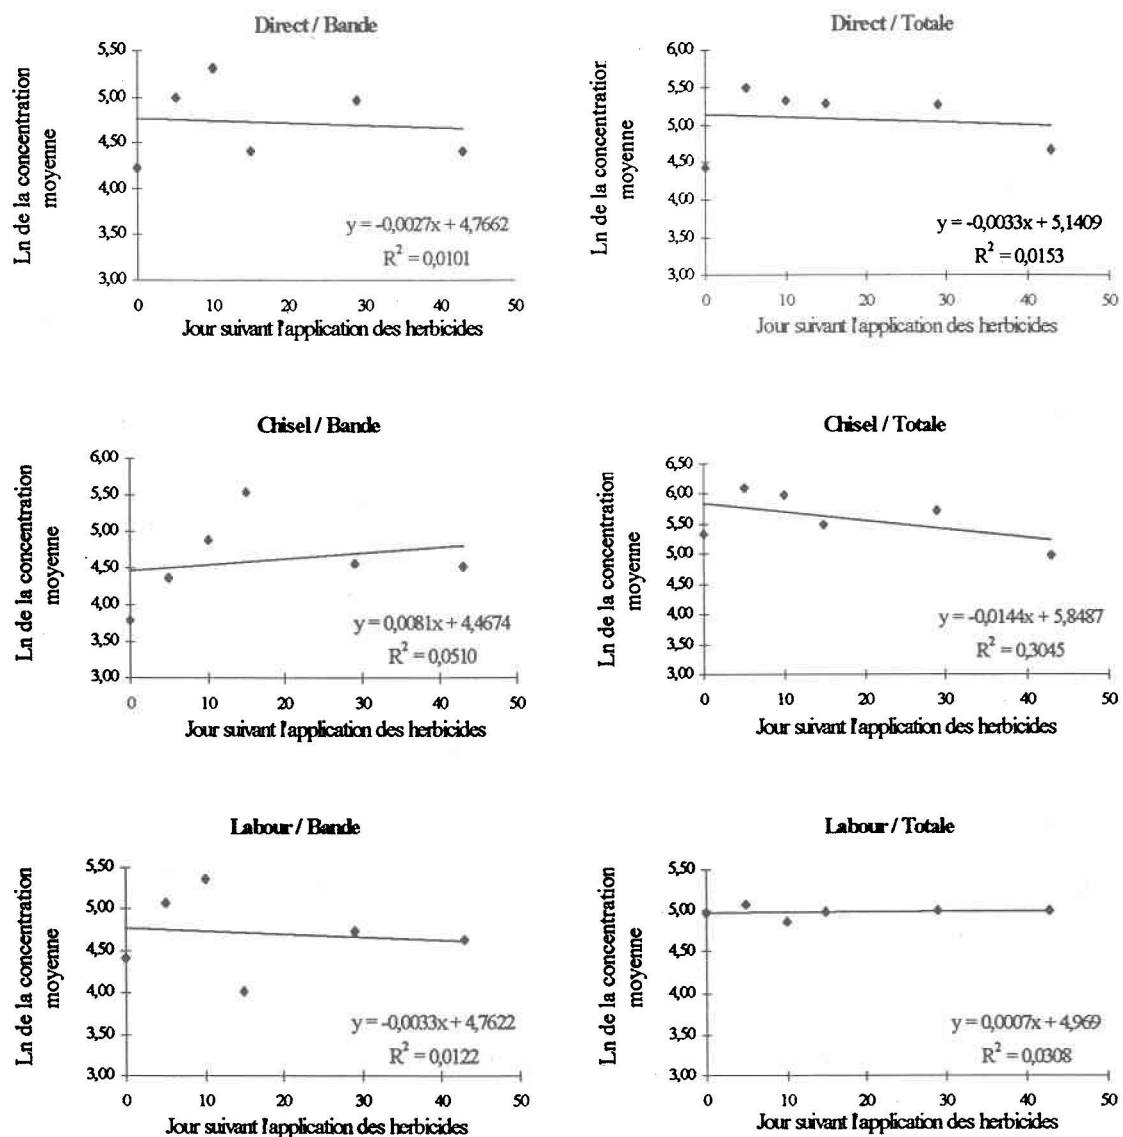 Direct / Bande
Ln de la concentration
moyenne
5,50
5,00
4,50
4,00
3,50
3,00
y = -0,0027x + 4,7662
R² = 0,0101
0 10 20 30 40 50
Jour suivant l'application des herbicides
Direct / Totale
Ln de la concentration
moyenne
6,00
5,50
5,00
4,50
4,00
3,50
3,00
y = -0,0033x + 5,1409
R² = 0,0153
0 10 20 30 40 50
Jour suivant l'application des herbicides
Chisel / Bande
Ln de la concentration
moyenne
6,00
5,50
5,00
4,50
4,00
3,50
3,00
y = 0,0081x + 4,4674
R² = 0,0510
0 10 20 30 40 50
Jour suivant l'application des herbicides
Chisel / Totale
Ln de la concentration
moyenne
6,50
6,00
5,50
5,00
4,50
4,00
3,50
3,00
y = -0,0144x + 5,8487
R² = 0,3045
0 10 20 30 40 50
Jour suivant l'application des herbicides
Labour / Bande
Ln de la concentration
moyenne
5,50
5,00
4,50
4,00
3,50
3,00
y = -0,0033x + 4,7622
R² = 0,0122
0 10 20 30 40 50
Jour suivant l'application des herbicides
Labour / Totale
Ln de la concentration
moyenne
5,50
5,00
4,50
4,00
3,50
3,00
y = 0,0007x + 4,969
R² = 0,0308
0 10 20 30 40 50
Jour suivant l'application des herbicides